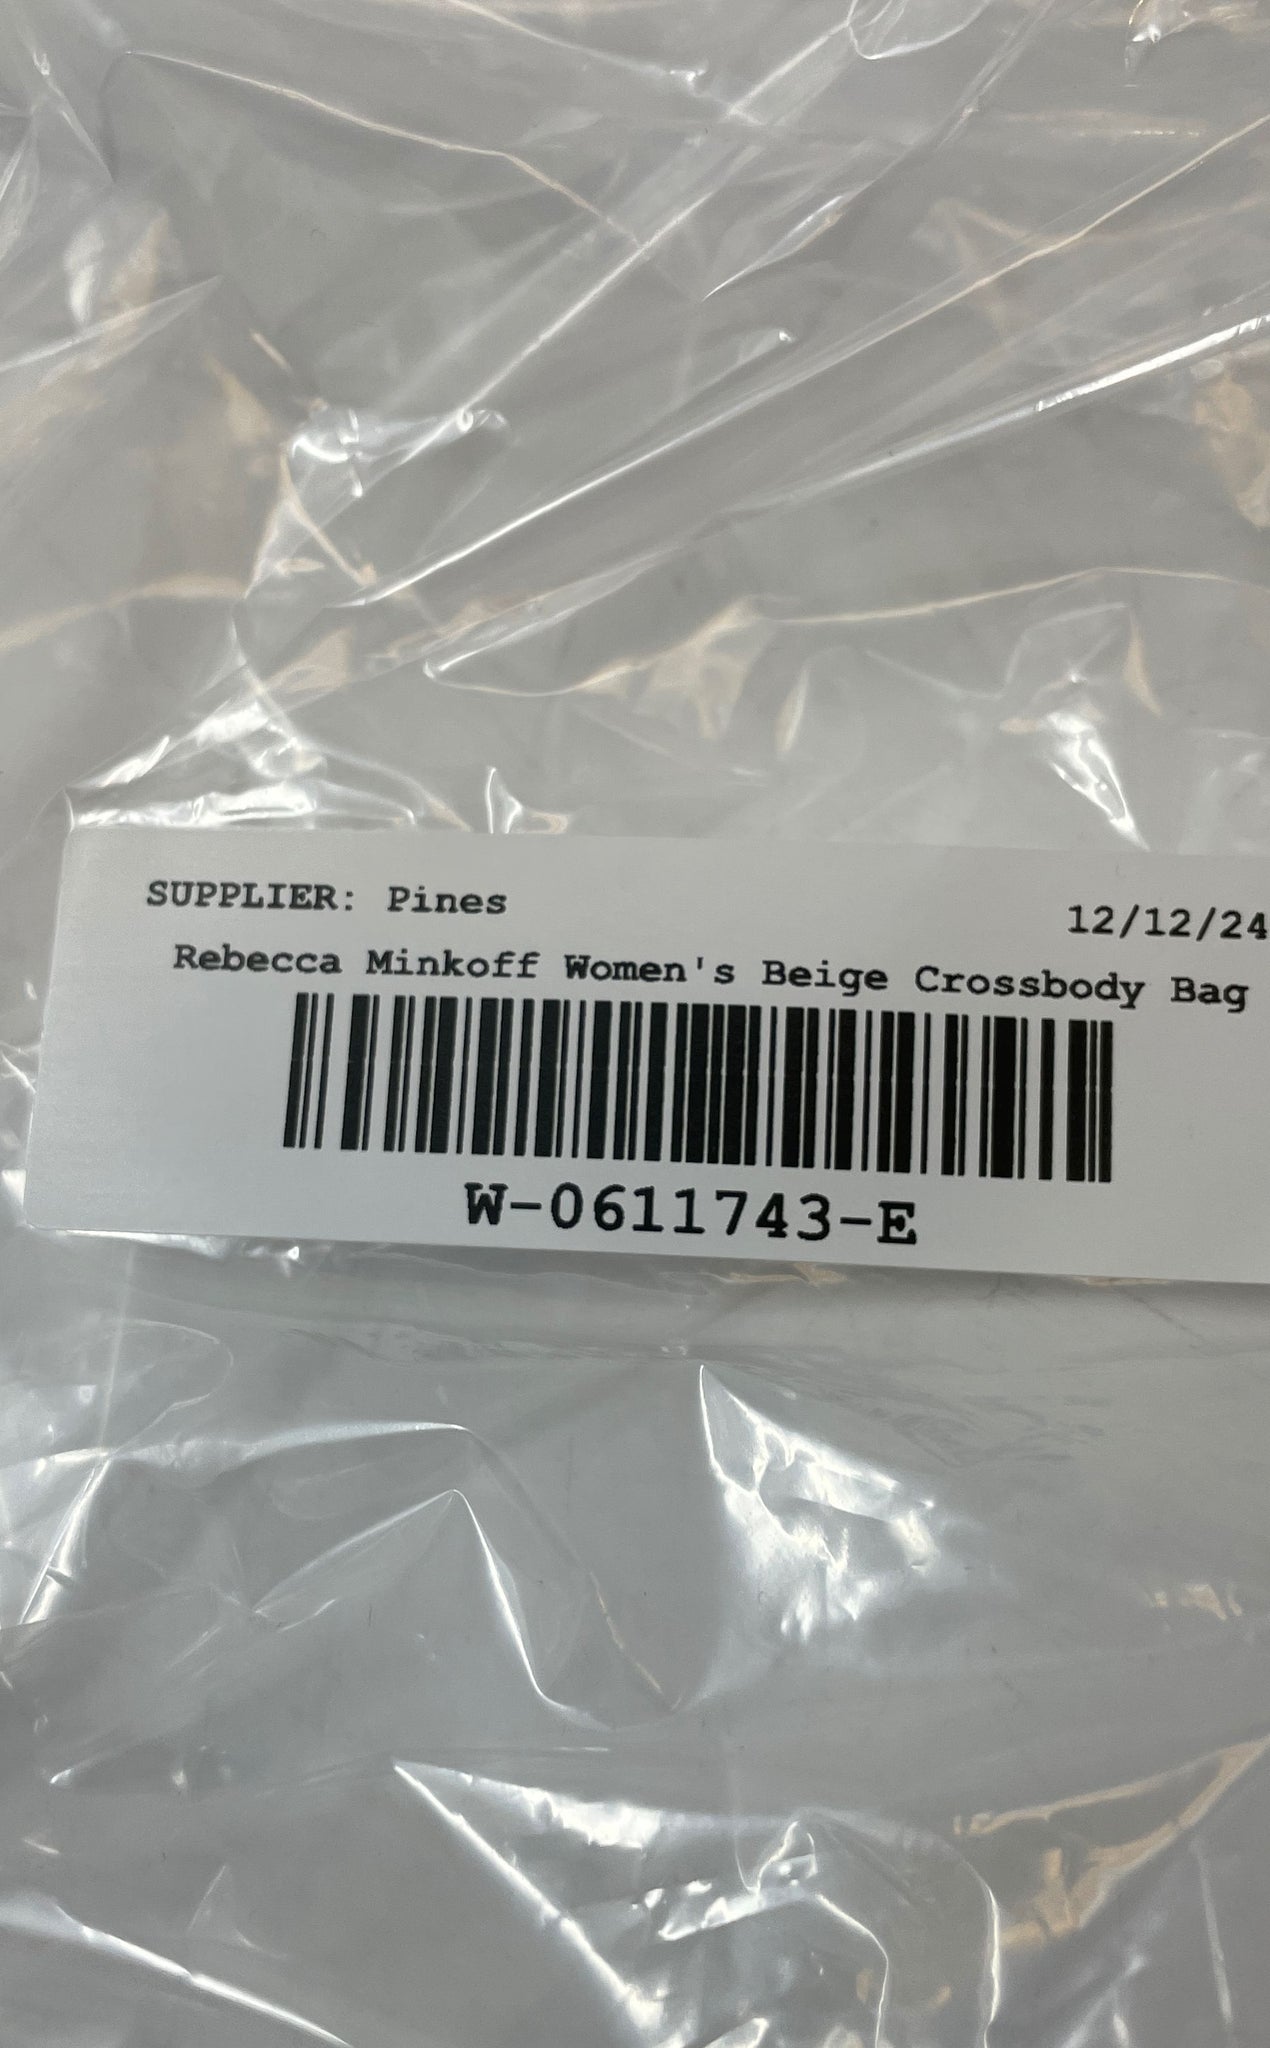 SUPPLIER: Pines
12/12/24
Rebecca Minkoff Women's Beige Crossbody Bag
W-0611743-E